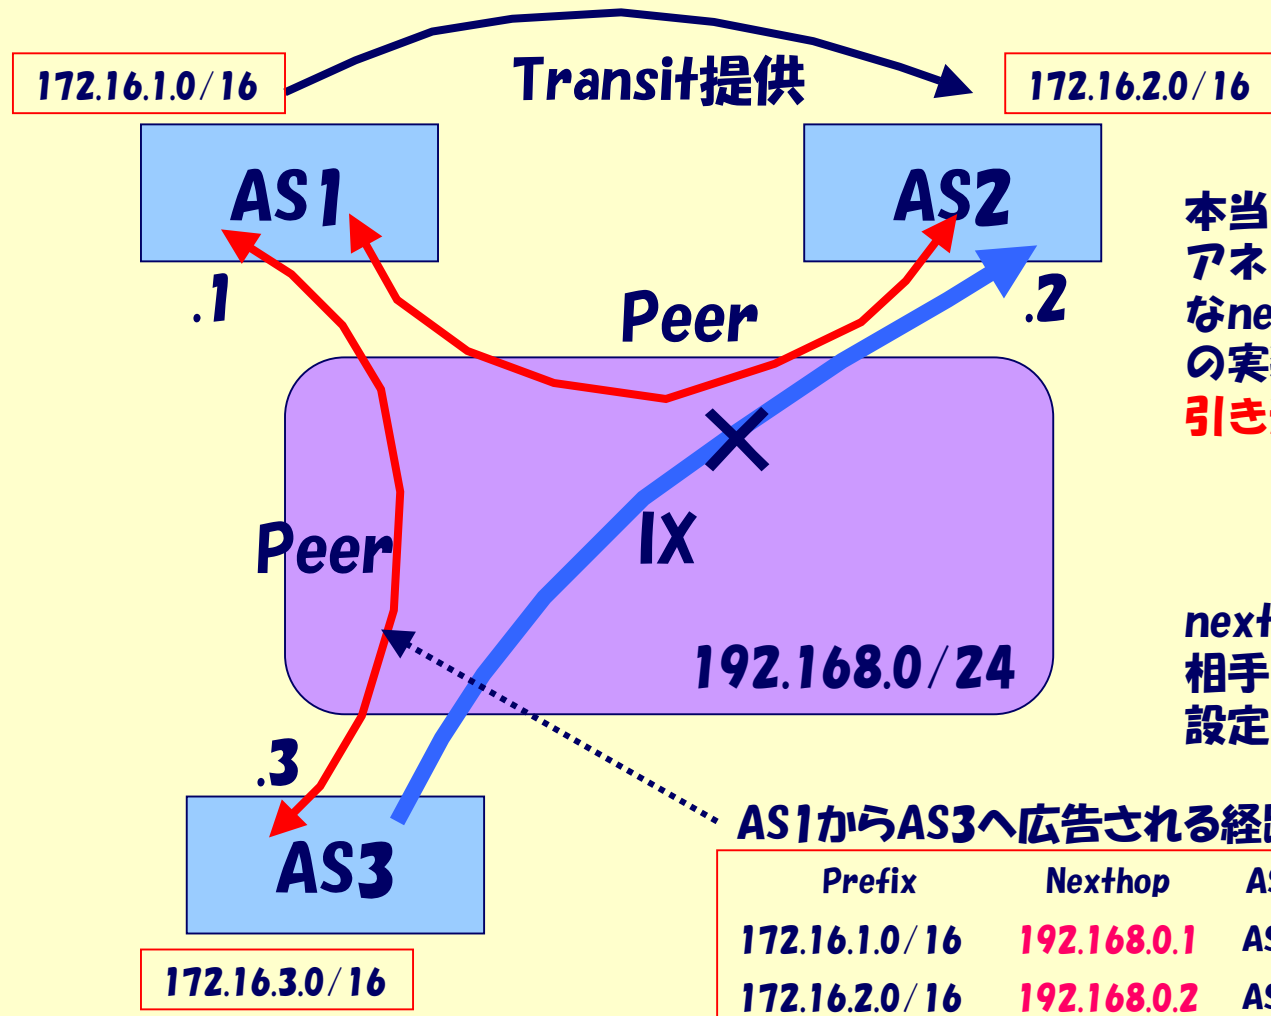 172.16.1.0/16
Transit提供
172.16.2.0/16
AS1
AS2
.1
.2
Peer
本当
アネ
なne
の実
引き
Peer
IX
192.168.0/24
next
相手
設定
.3
AS1からAS3へ広告される経
AS3
Prefix Nexthop AS
172.16.1.0/16 192.168.0.1 AS
172.16.3.0/16
172.16.2.0/16 192.168.0.2 AS